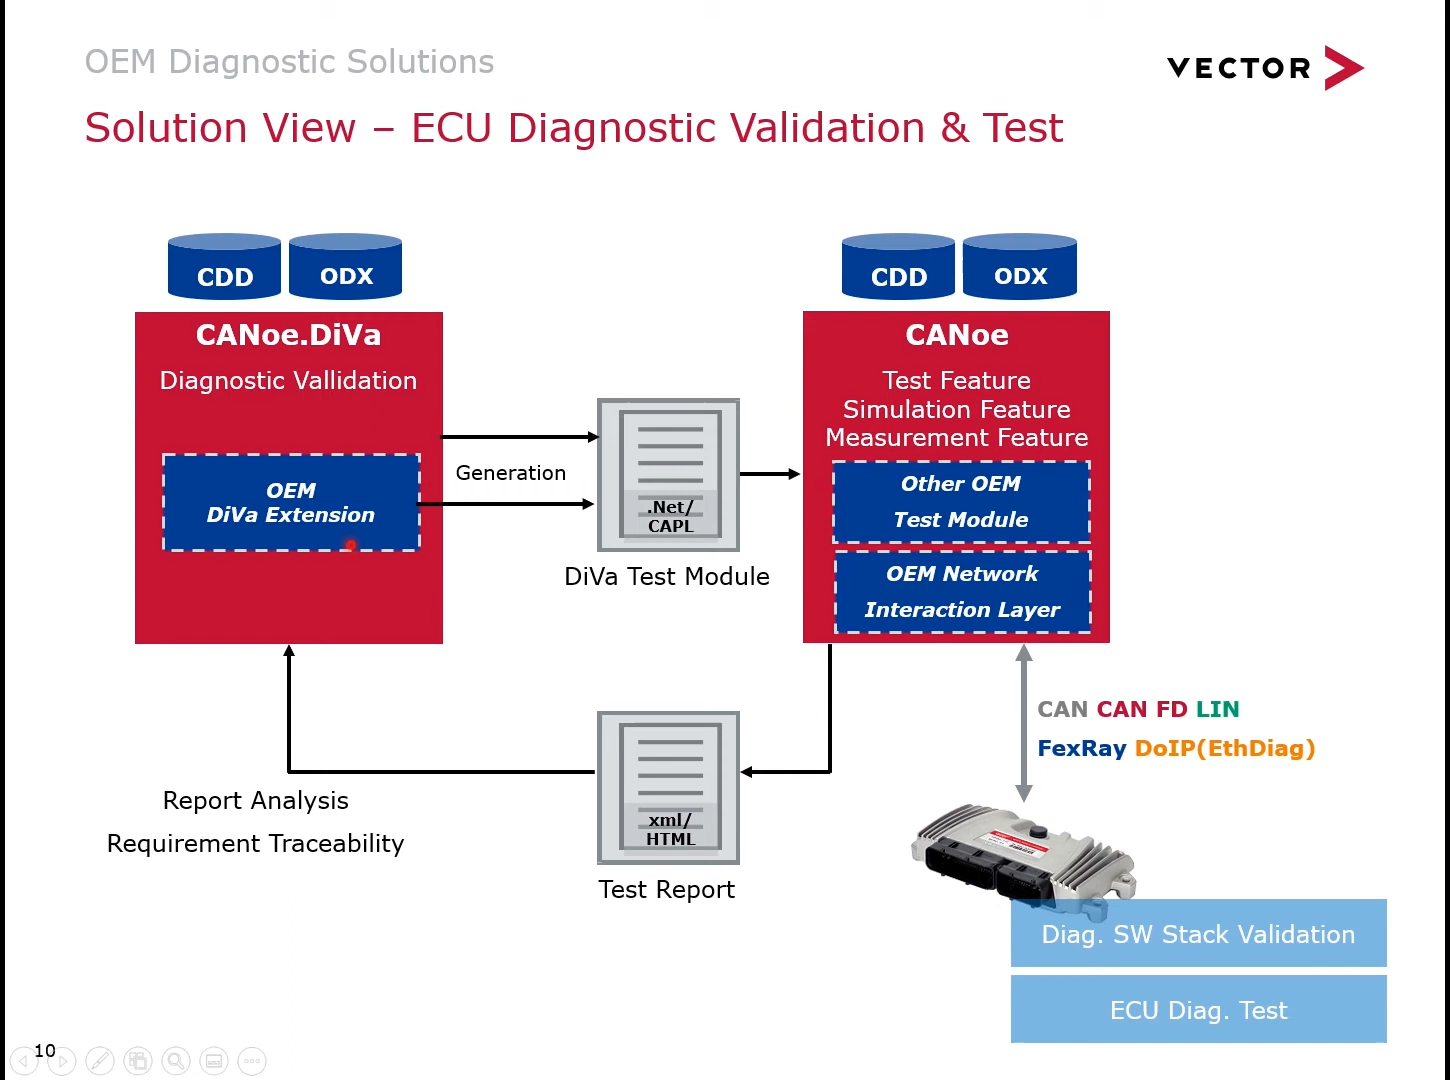 OEM Diagnostic Solutions
VECTOR
Solution View – ECU Diagnostic Validation & Test
CDD
ODX
CANoe.DiVa
Diagnostic Vallidation
OEM
DiVa Extension
Generation
.Net/
CAPL
DiVa Test Module
CDD
ODX
CANoe
Test Feature
Simulation Feature
Measurement Feature
Other OEM
Test Module
OEM Network
Interaction Layer
CAN CAN FD LIN
FexRay DoIP(EthDiag)
Report Analysis
Requirement Traceability
xml/
HTML
Test Report
Diag. SW Stack Validation
ECU Diag. Test
10